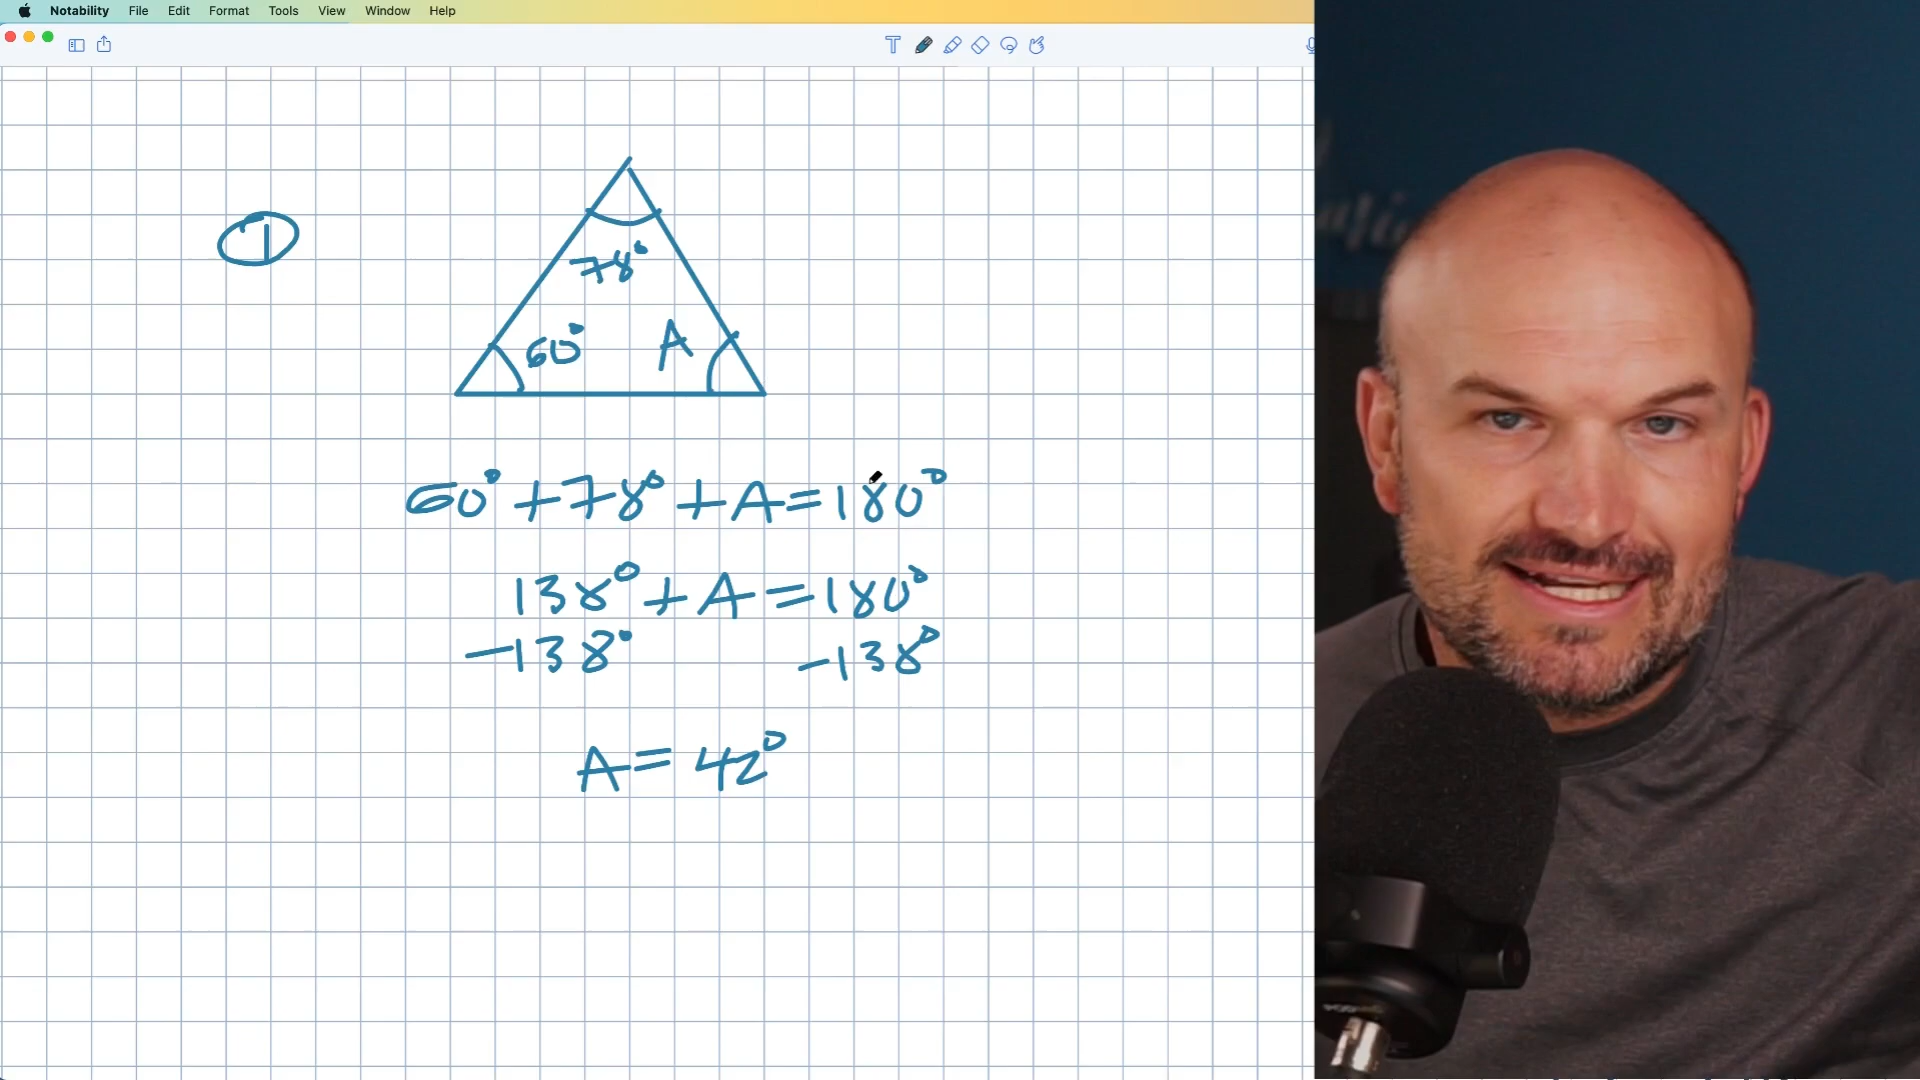 Notability File Edit Format Tools View Window Help
T
1
78°
60° A
60° + 78° + A = 180°
138° + A = 180°
-138° -138°
A = 42°